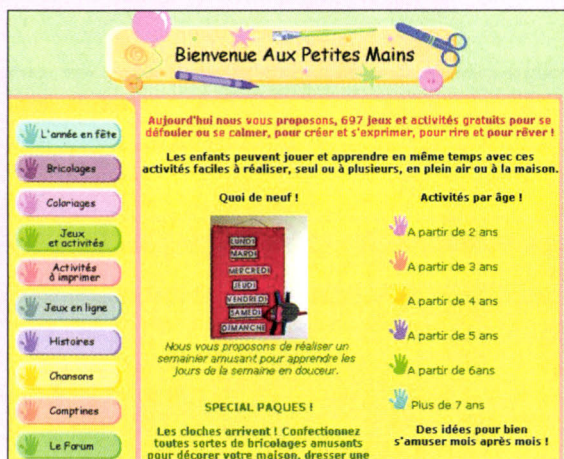 Bienvenue Aux Petites Mains
L'année en fête
Bricolages
Coloriages
Jeux
et activités
Activités
à imprimer
Jeux en ligne
Histoires
Chansons
Comptines
Le Forum
Aujourd'hui nous vous proposons, 697 jeux et activités gratuits pour se
défouler ou se calmer, pour créer et s'exprimer, pour rire et pour rêver !
Les enfants peuvent jouer et apprendre en même temps avec ces
activités faciles à réaliser, seul ou à plusieurs, en plein air ou à la maison.
Quoi de neuf !
LUNDI
MARDI
MERCREDI
JEUDI
VENDREDI
SAMEDI
DIMANCHE
Nous vous proposons de réaliser un
semainier amusant pour apprendre les
jours de la semaine en douceur.
SPECIAL PAQUES !
Les cloches arrivent ! Confectionnez
toutes sortes de bricolages amusants
pour décorer votre maison, dresser une
Activités par âge !
A partir de 2 ans
A partir de 3 ans
A partir de 4 ans
A partir de 5 ans
A partir de 6ans
Plus de 7 ans
Des idées pour bien
s'amuser mois après mois !